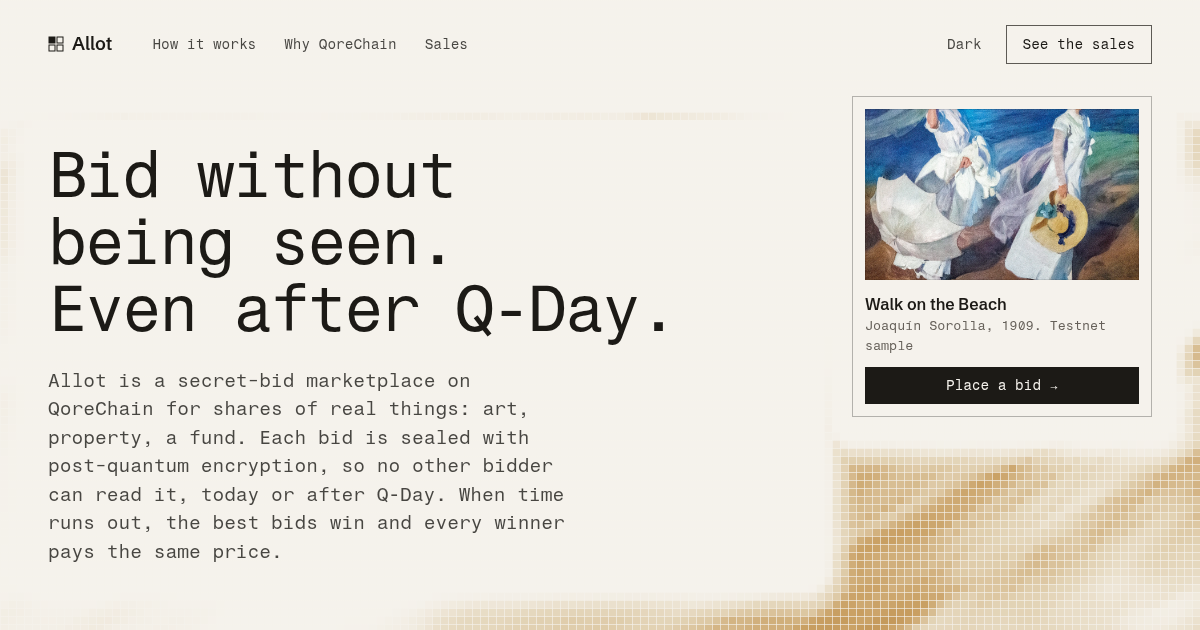 Allot
How it works
Why QoreChain
Sales
Dark
See the sales
Bid without
being seen.
Even after Q-Day.
Allot is a secret-bid marketplace on
QoreChain for shares of real things: art,
property, a fund. Each bid is sealed with
post-quantum encryption, so no other bidder
can read it, today or after Q-Day. When time
runs out, the best bids win and every winner
pays the same price.
Walk on the Beach
Joaquín Sorolla, 1909. Testnet
sample
Place a bid →